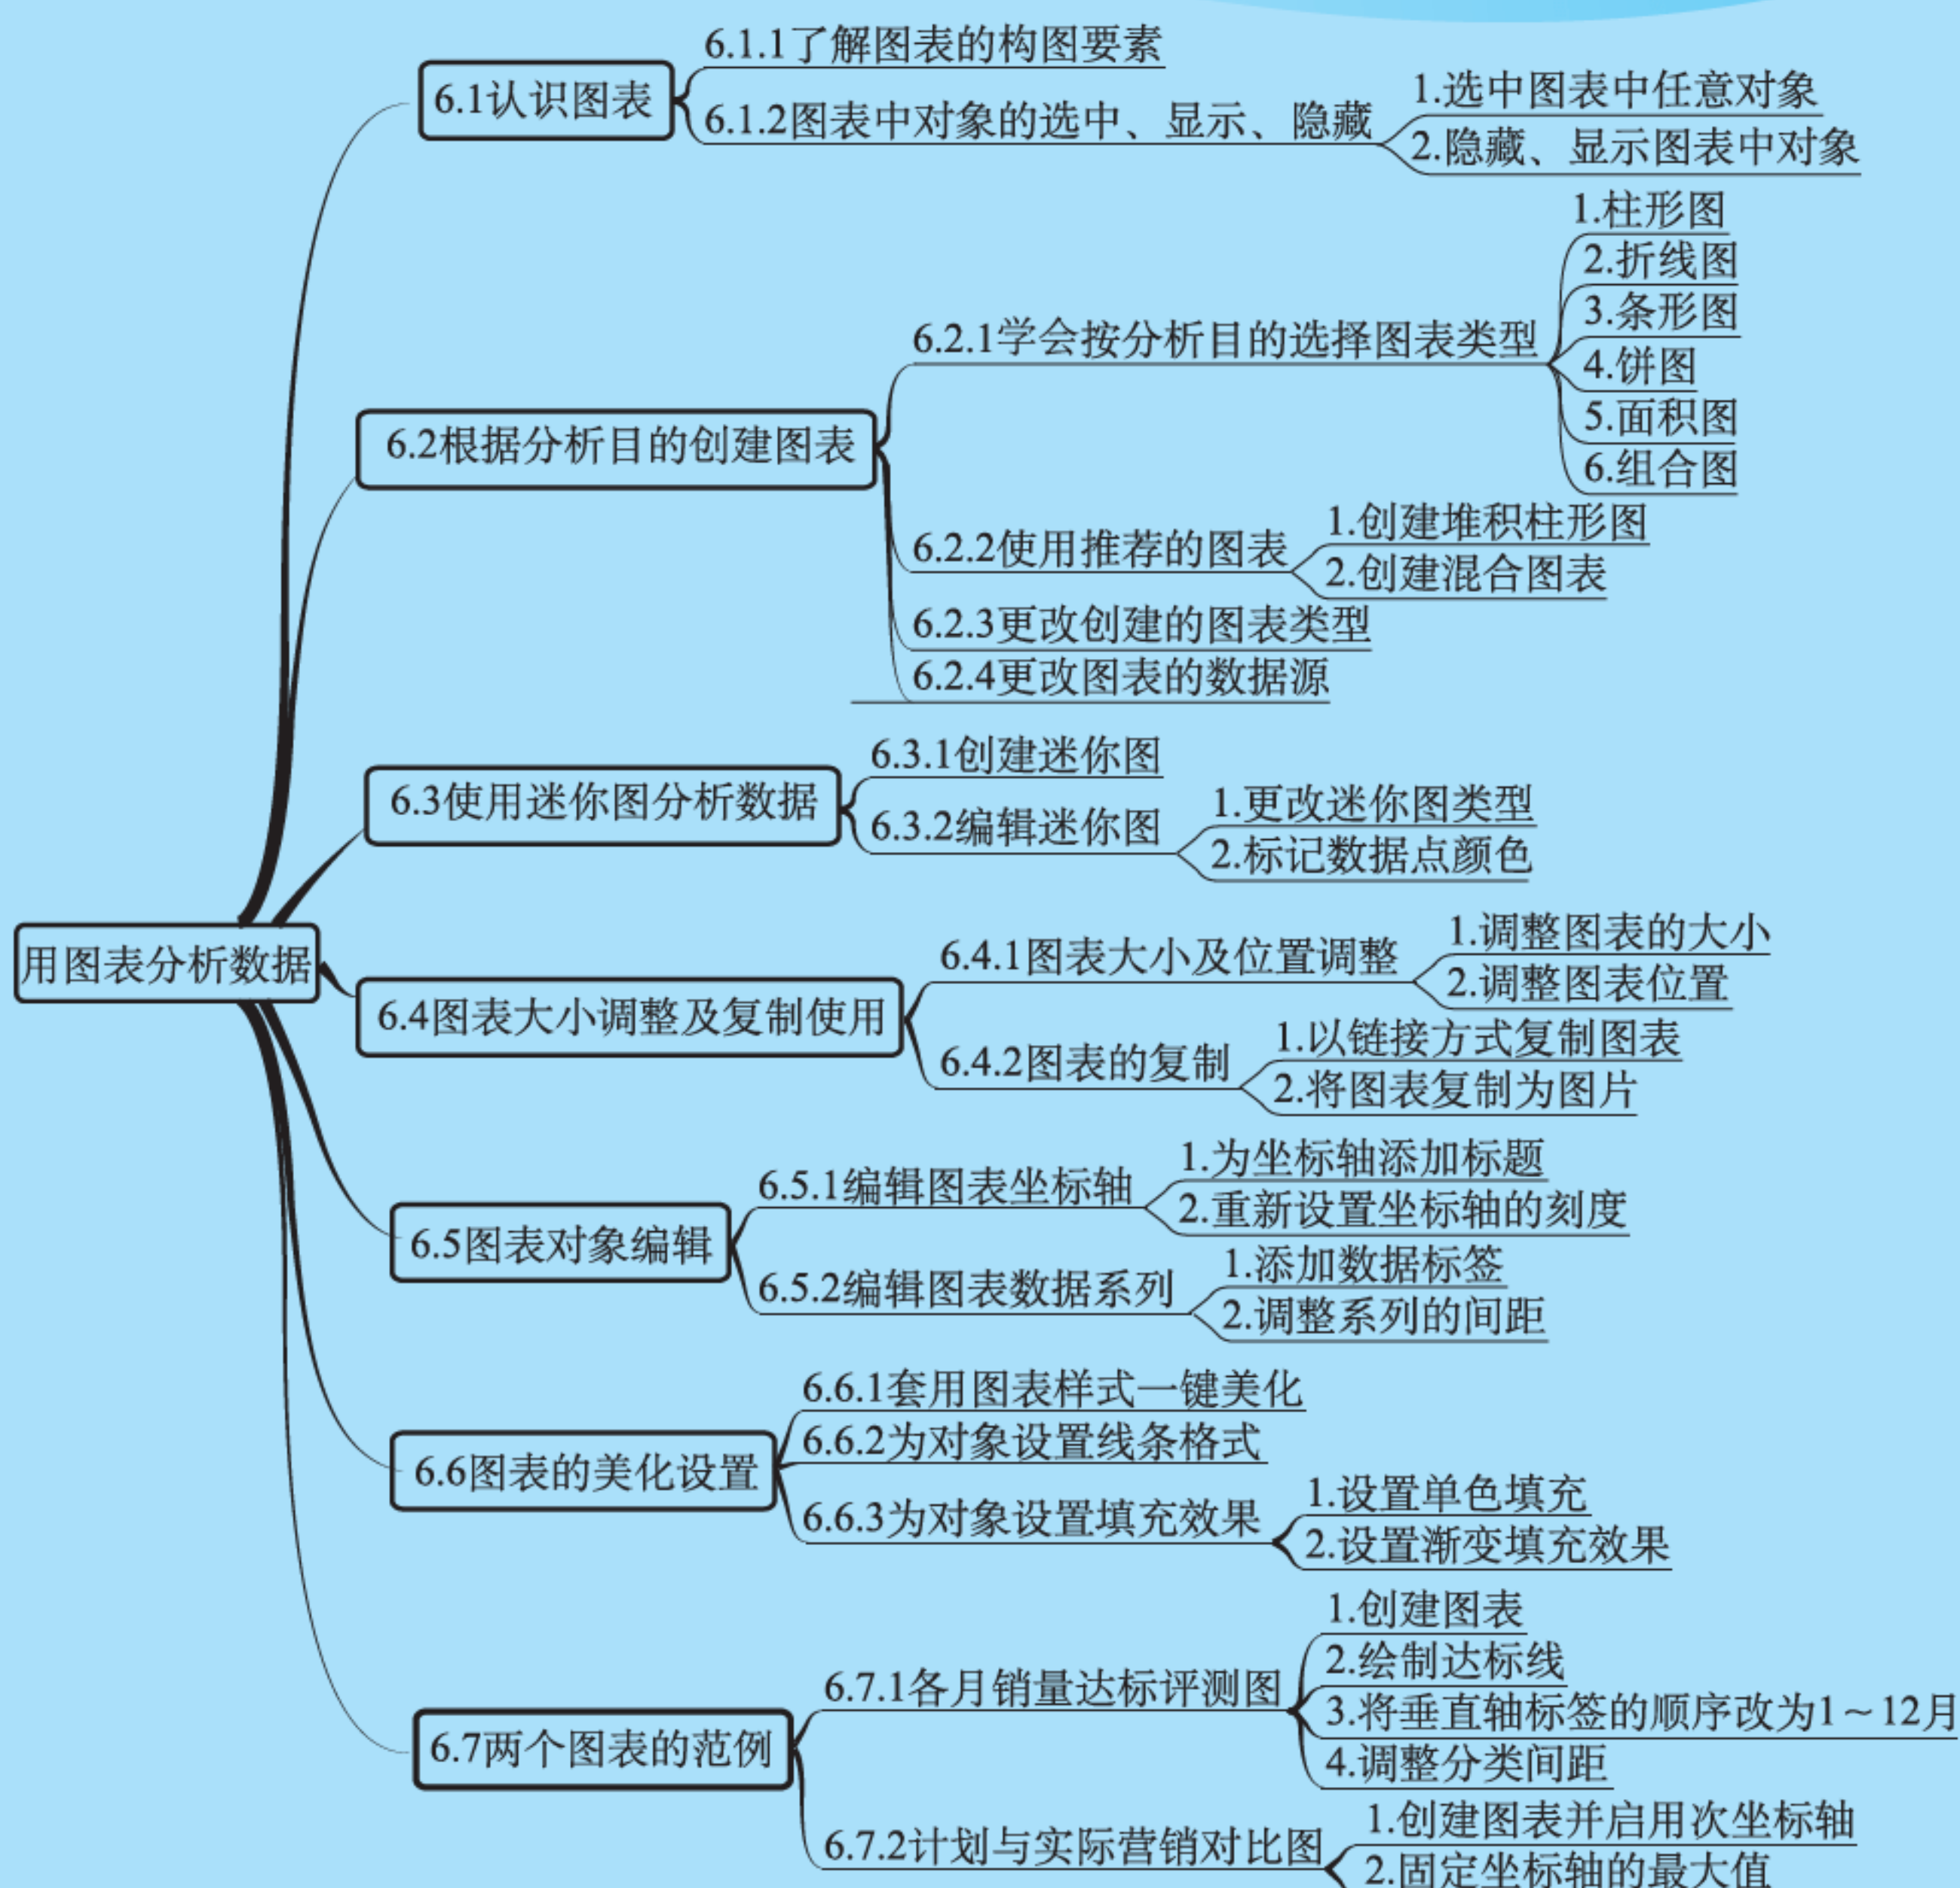 用图表分析数据
6.1认识图表
6.1.1了解图表的构图要素
6.1.2图表中对象的选中、显示、隐藏
1.选中图表中任意对象
2.隐藏、显示图表中对象
6.2根据分析目的创建图表
6.2.1学会按分析目的选择图表类型
1.柱形图
2.折线图
3.条形图
4.饼图
5.面积图
6.组合图
6.2.2使用推荐的图表
1.创建堆积柱形图
2.创建混合图表
6.2.3更改创建的图表类型
6.2.4更改图表的数据源
6.3使用迷你图分析数据
6.3.1创建迷你图
6.3.2编辑迷你图
1.更改迷你图类型
2.标记数据点颜色
6.4图表大小调整及复制使用
6.4.1图表大小及位置调整
1.调整图表的大小
2.调整图表位置
6.4.2图表的复制
1.以链接方式复制图表
2.将图表复制为图片
6.5图表对象编辑
6.5.1编辑图表坐标轴
1.为坐标轴添加标题
2.重新设置坐标轴的刻度
6.5.2编辑图表数据系列
1.添加数据标签
2.调整系列的间距
6.6图表的美化设置
6.6.1套用图表样式一键美化
6.6.2为对象设置线条格式
6.6.3为对象设置填充效果
1.设置单色填充
2.设置渐变填充效果
6.7两个图表的范例
6.7.1各月销量达标评测图
1.创建图表
2.绘制达标线
3.将垂直轴标签的顺序改为1～12月
4.调整分类间距
6.7.2计划与实际营销对比图
1.创建图表并启用次坐标轴
2.固定坐标轴的最大值